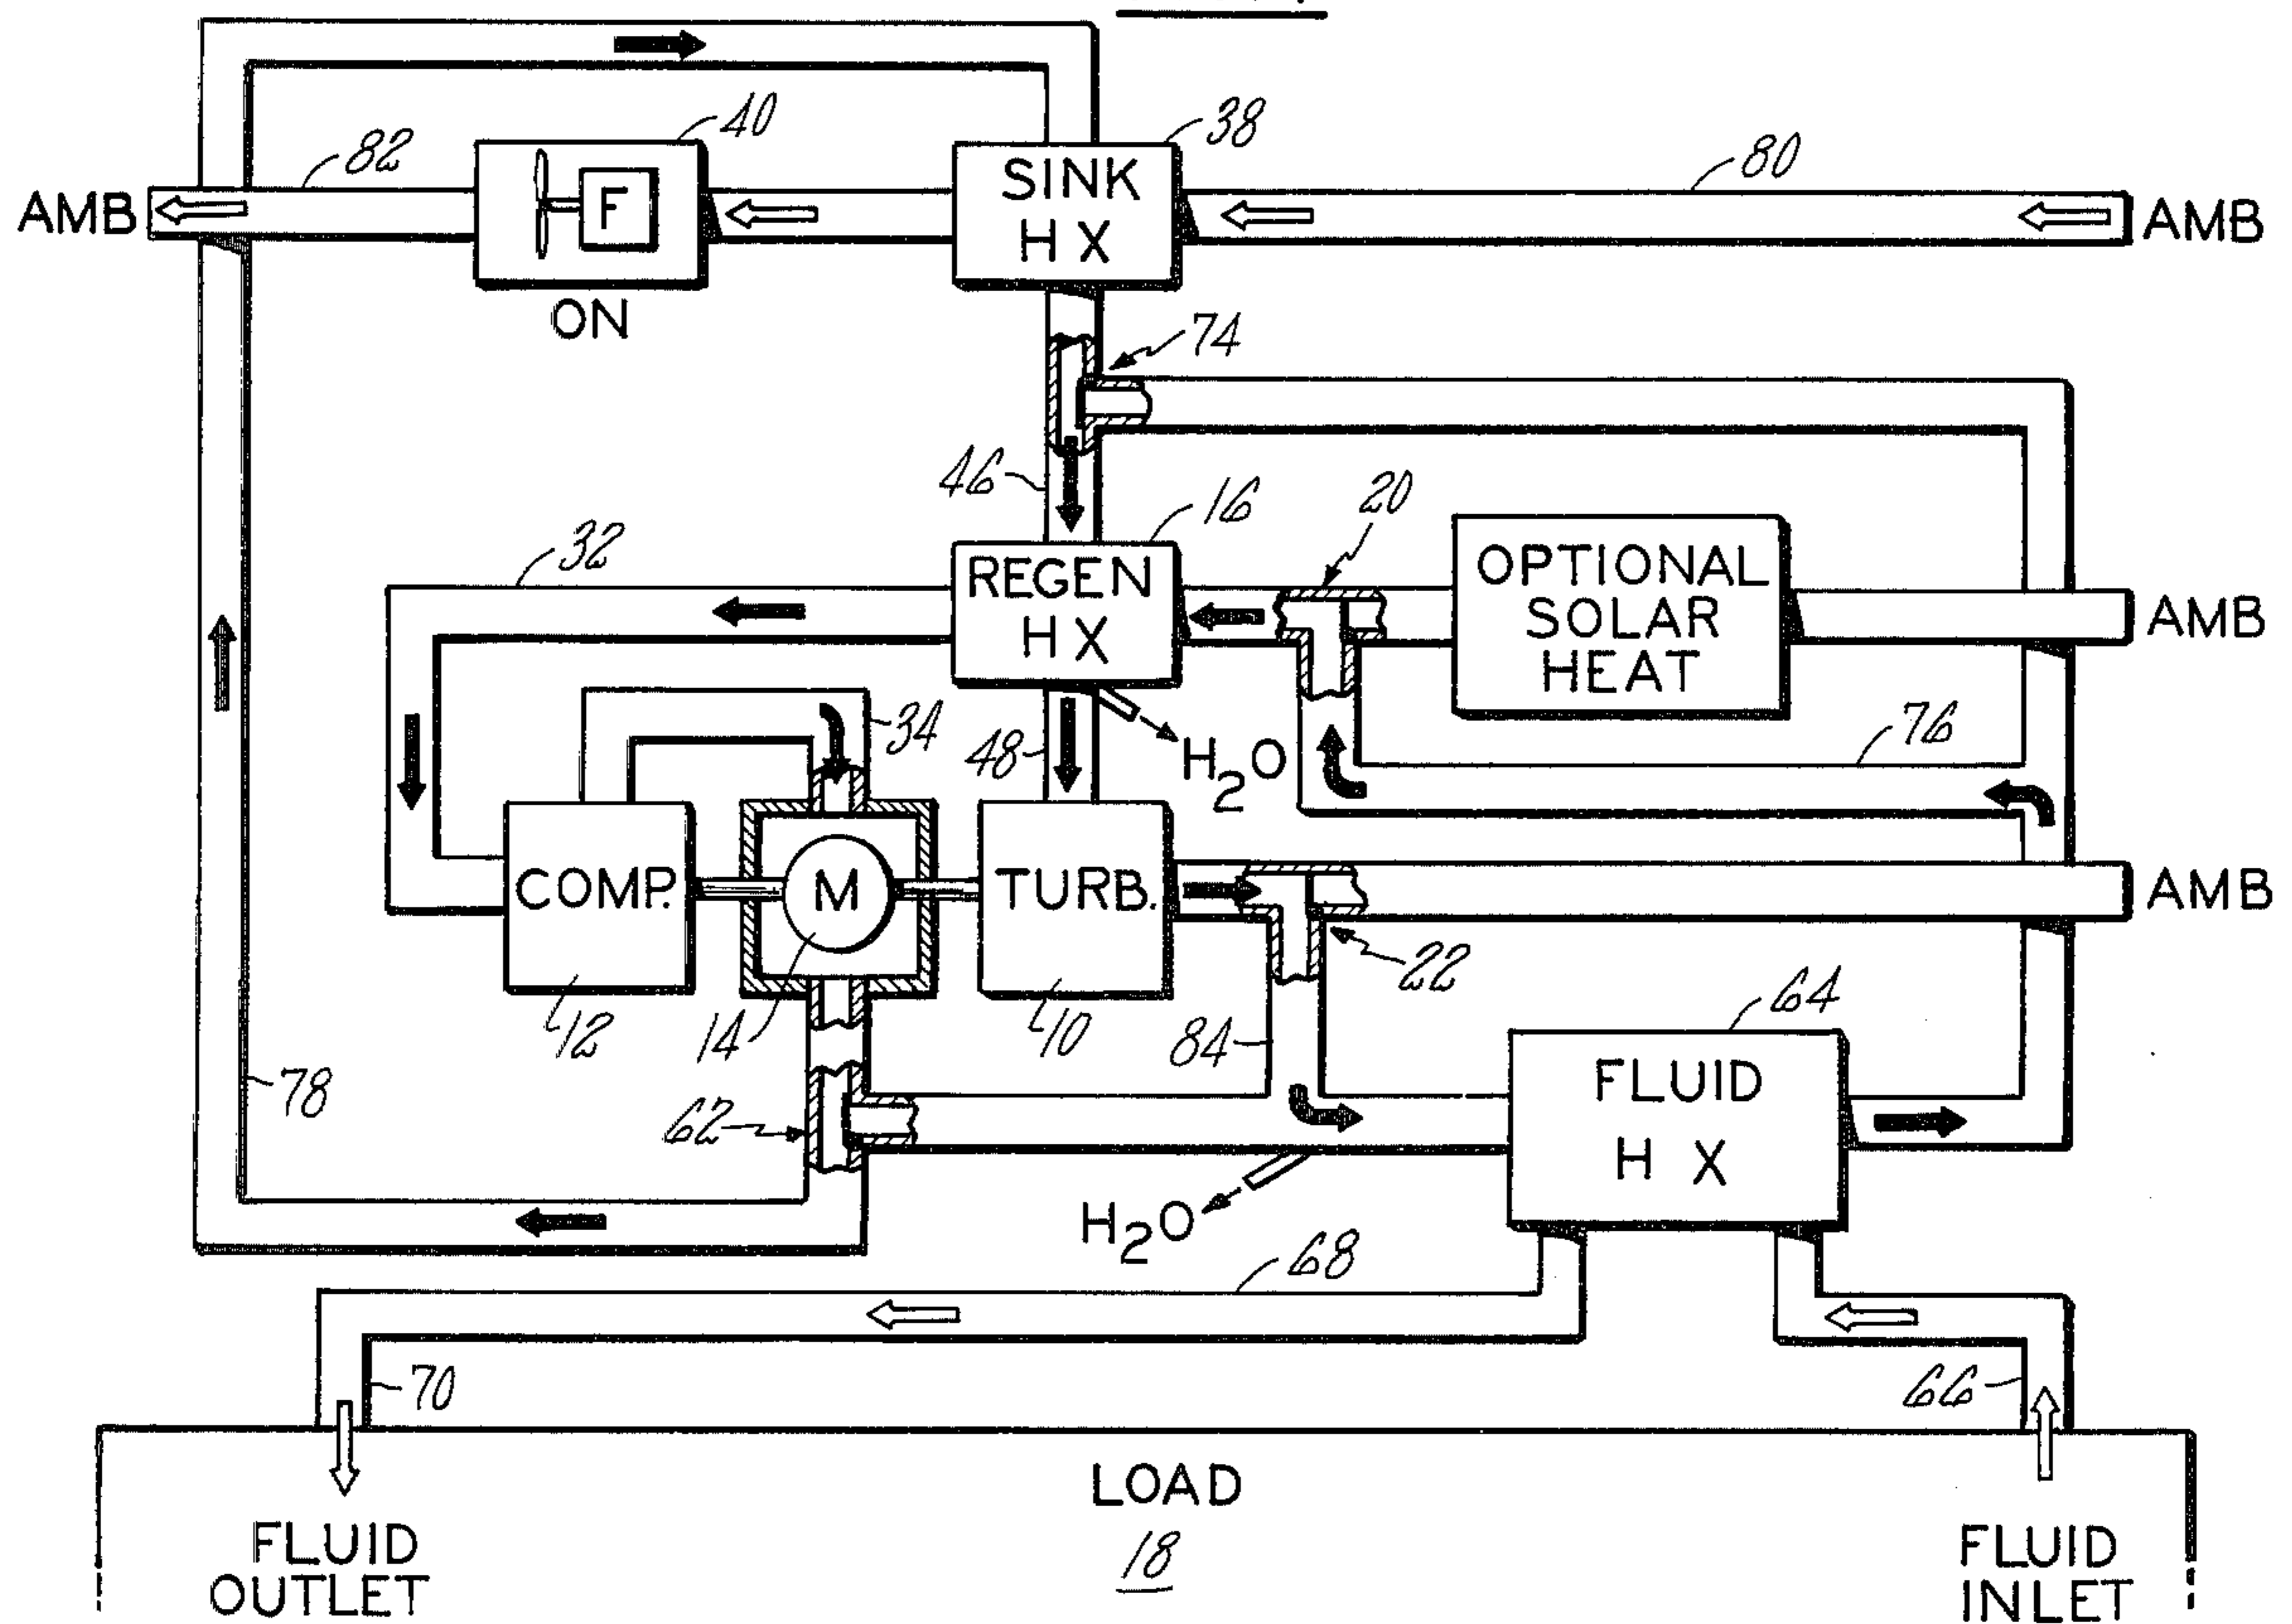 82
40
38
80
AMB
F
SINK
HX
AMB
ON
74
46
16
20
32
REGEN
HX
OPTIONAL
SOLAR
HEAT
AMB
34
48
H2O
76
COMP.
M
TURB.
AMB
22
12
14
10
84
64
78
62
FLUID
HX
H2O
68
70
66
LOAD
18
FLUID
OUTLET
FLUID
INLET